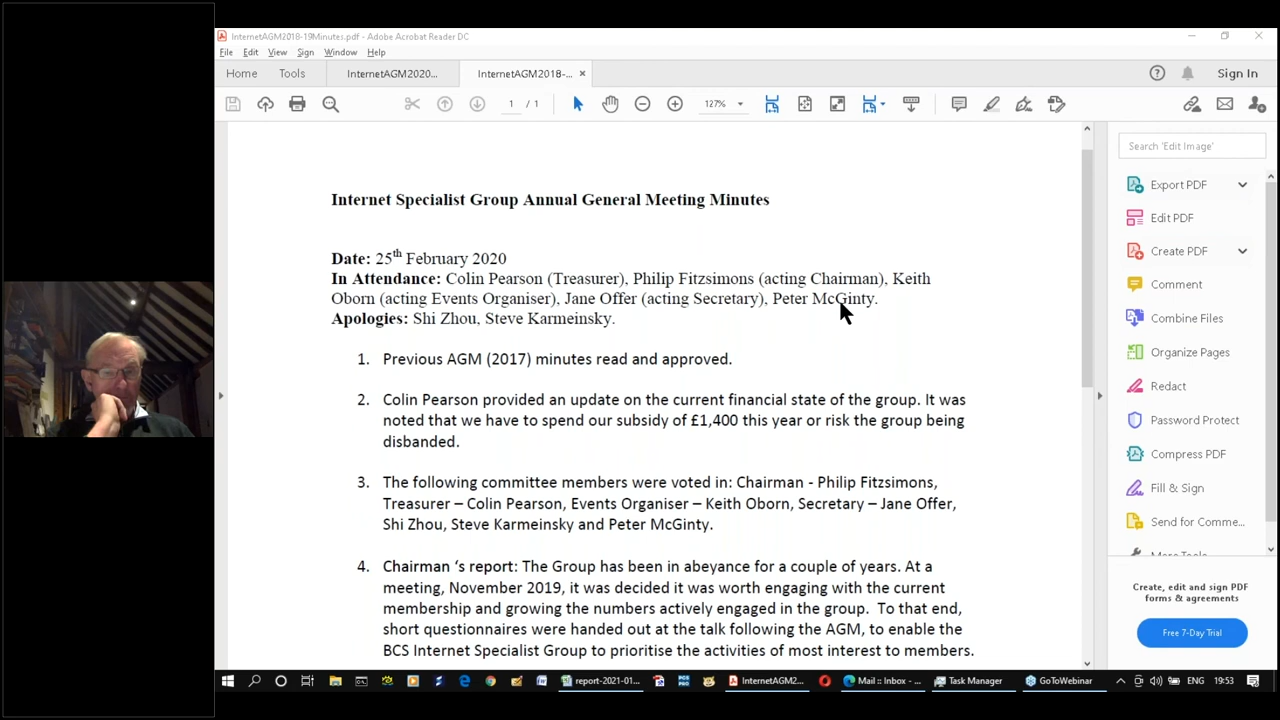 InternetAGM2018-19Minutes.pdf - Adobe Acrobat Reader DC
File Edit View Sign Window Help
Home Tools InternetAGM2020... InternetAGM2018-... × Sign In
1 / 1 127%
Search 'Edit Image'
Export PDF
Edit PDF
Create PDF
Comment
Combine Files
Organize Pages
Redact
Password Protect
Compress PDF
Fill & Sign
Send for Comme...
More Tools
Create, edit and sign PDF
forms & agreements
Free 7-Day Trial
Internet Specialist Group Annual General Meeting Minutes
Date: 25th February 2020
In Attendance: Colin Pearson (Treasurer), Philip Fitzsimons (acting Chairman), Keith
Oborn (acting Events Organiser), Jane Offer (acting Secretary), Peter McGinty.
Apologies: Shi Zhou, Steve Karmeinsky.
1. Previous AGM (2017) minutes read and approved.
2. Colin Pearson provided an update on the current financial state of the group. It was
noted that we have to spend our subsidy of £1,400 this year or risk the group being
disbanded.
3. The following committee members were voted in: Chairman - Philip Fitzsimons,
Treasurer – Colin Pearson, Events Organiser – Keith Oborn, Secretary – Jane Offer,
Shi Zhou, Steve Karmeinsky and Peter McGinty.
4. Chairman ‘s report: The Group has been in abeyance for a couple of years. At a
meeting, November 2019, it was decided it was worth engaging with the current
membership and growing the numbers actively engaged in the group. To that end,
short questionnaires were handed out at the talk following the AGM, to enable the
BCS Internet Specialist Group to prioritise the activities of most interest to members.
report-2021-01... InternetAGM2... Mail :: Inbox - ... Task Manager GoToWebinar ENG 19:53